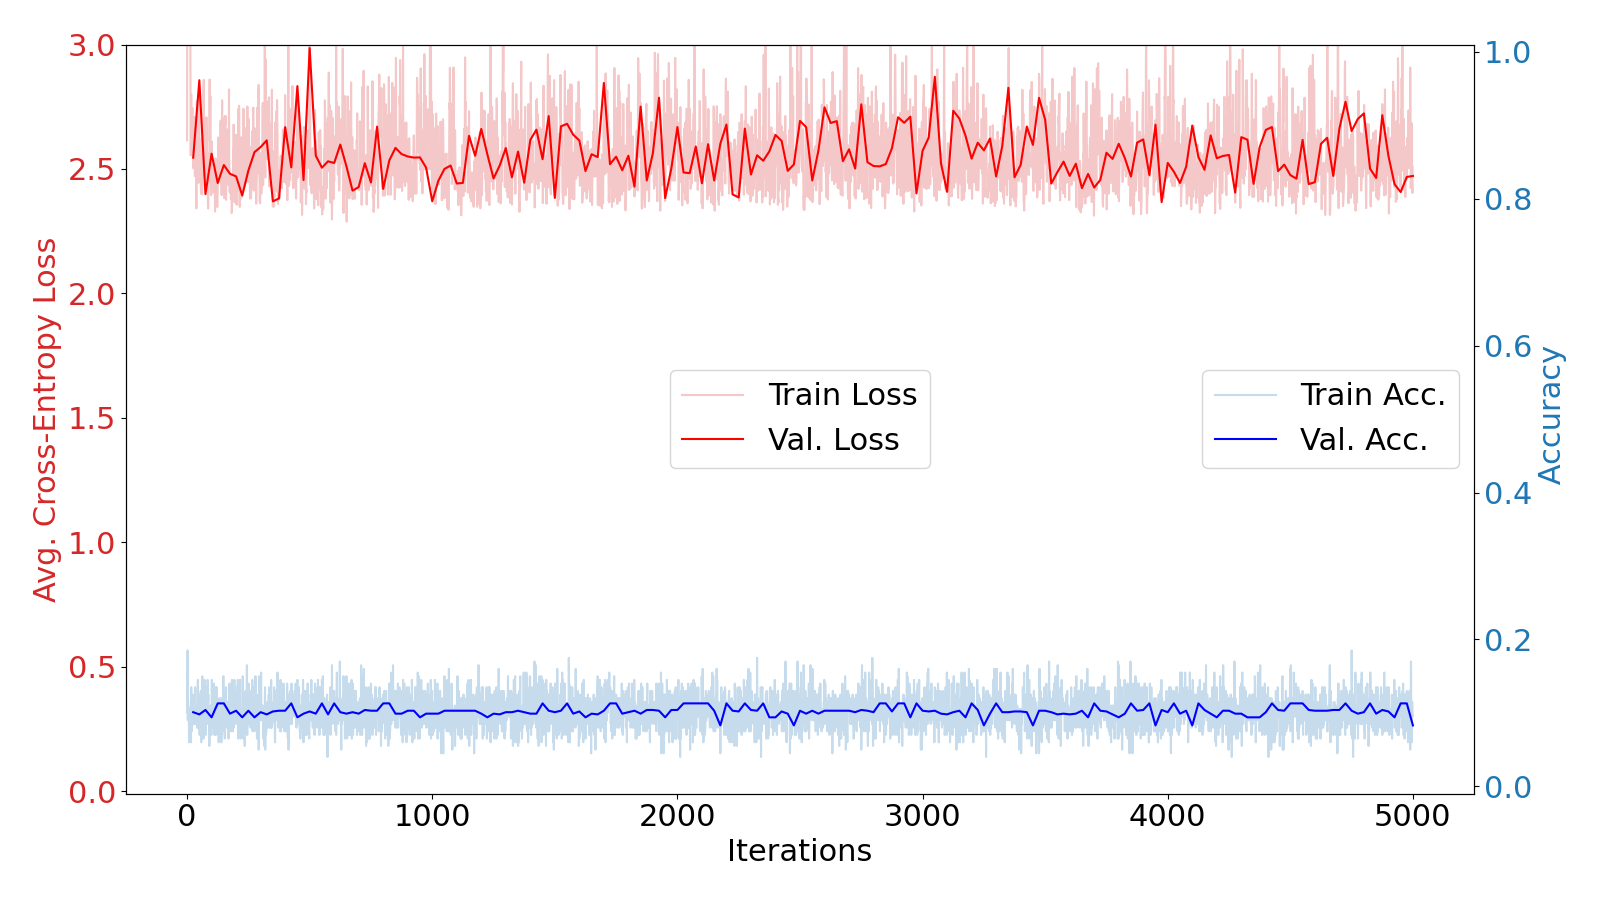 3.0
2.5
2.0
1.5
1.0
0.5
0.0
Avg. Cross-Entropy Loss
Train Loss
Val. Loss
Train Acc.
Val. Acc.
1.0
0.8
0.6
0.4
0.2
0.0
Accuracy
0 1000 2000 3000 4000 5000
Iterations